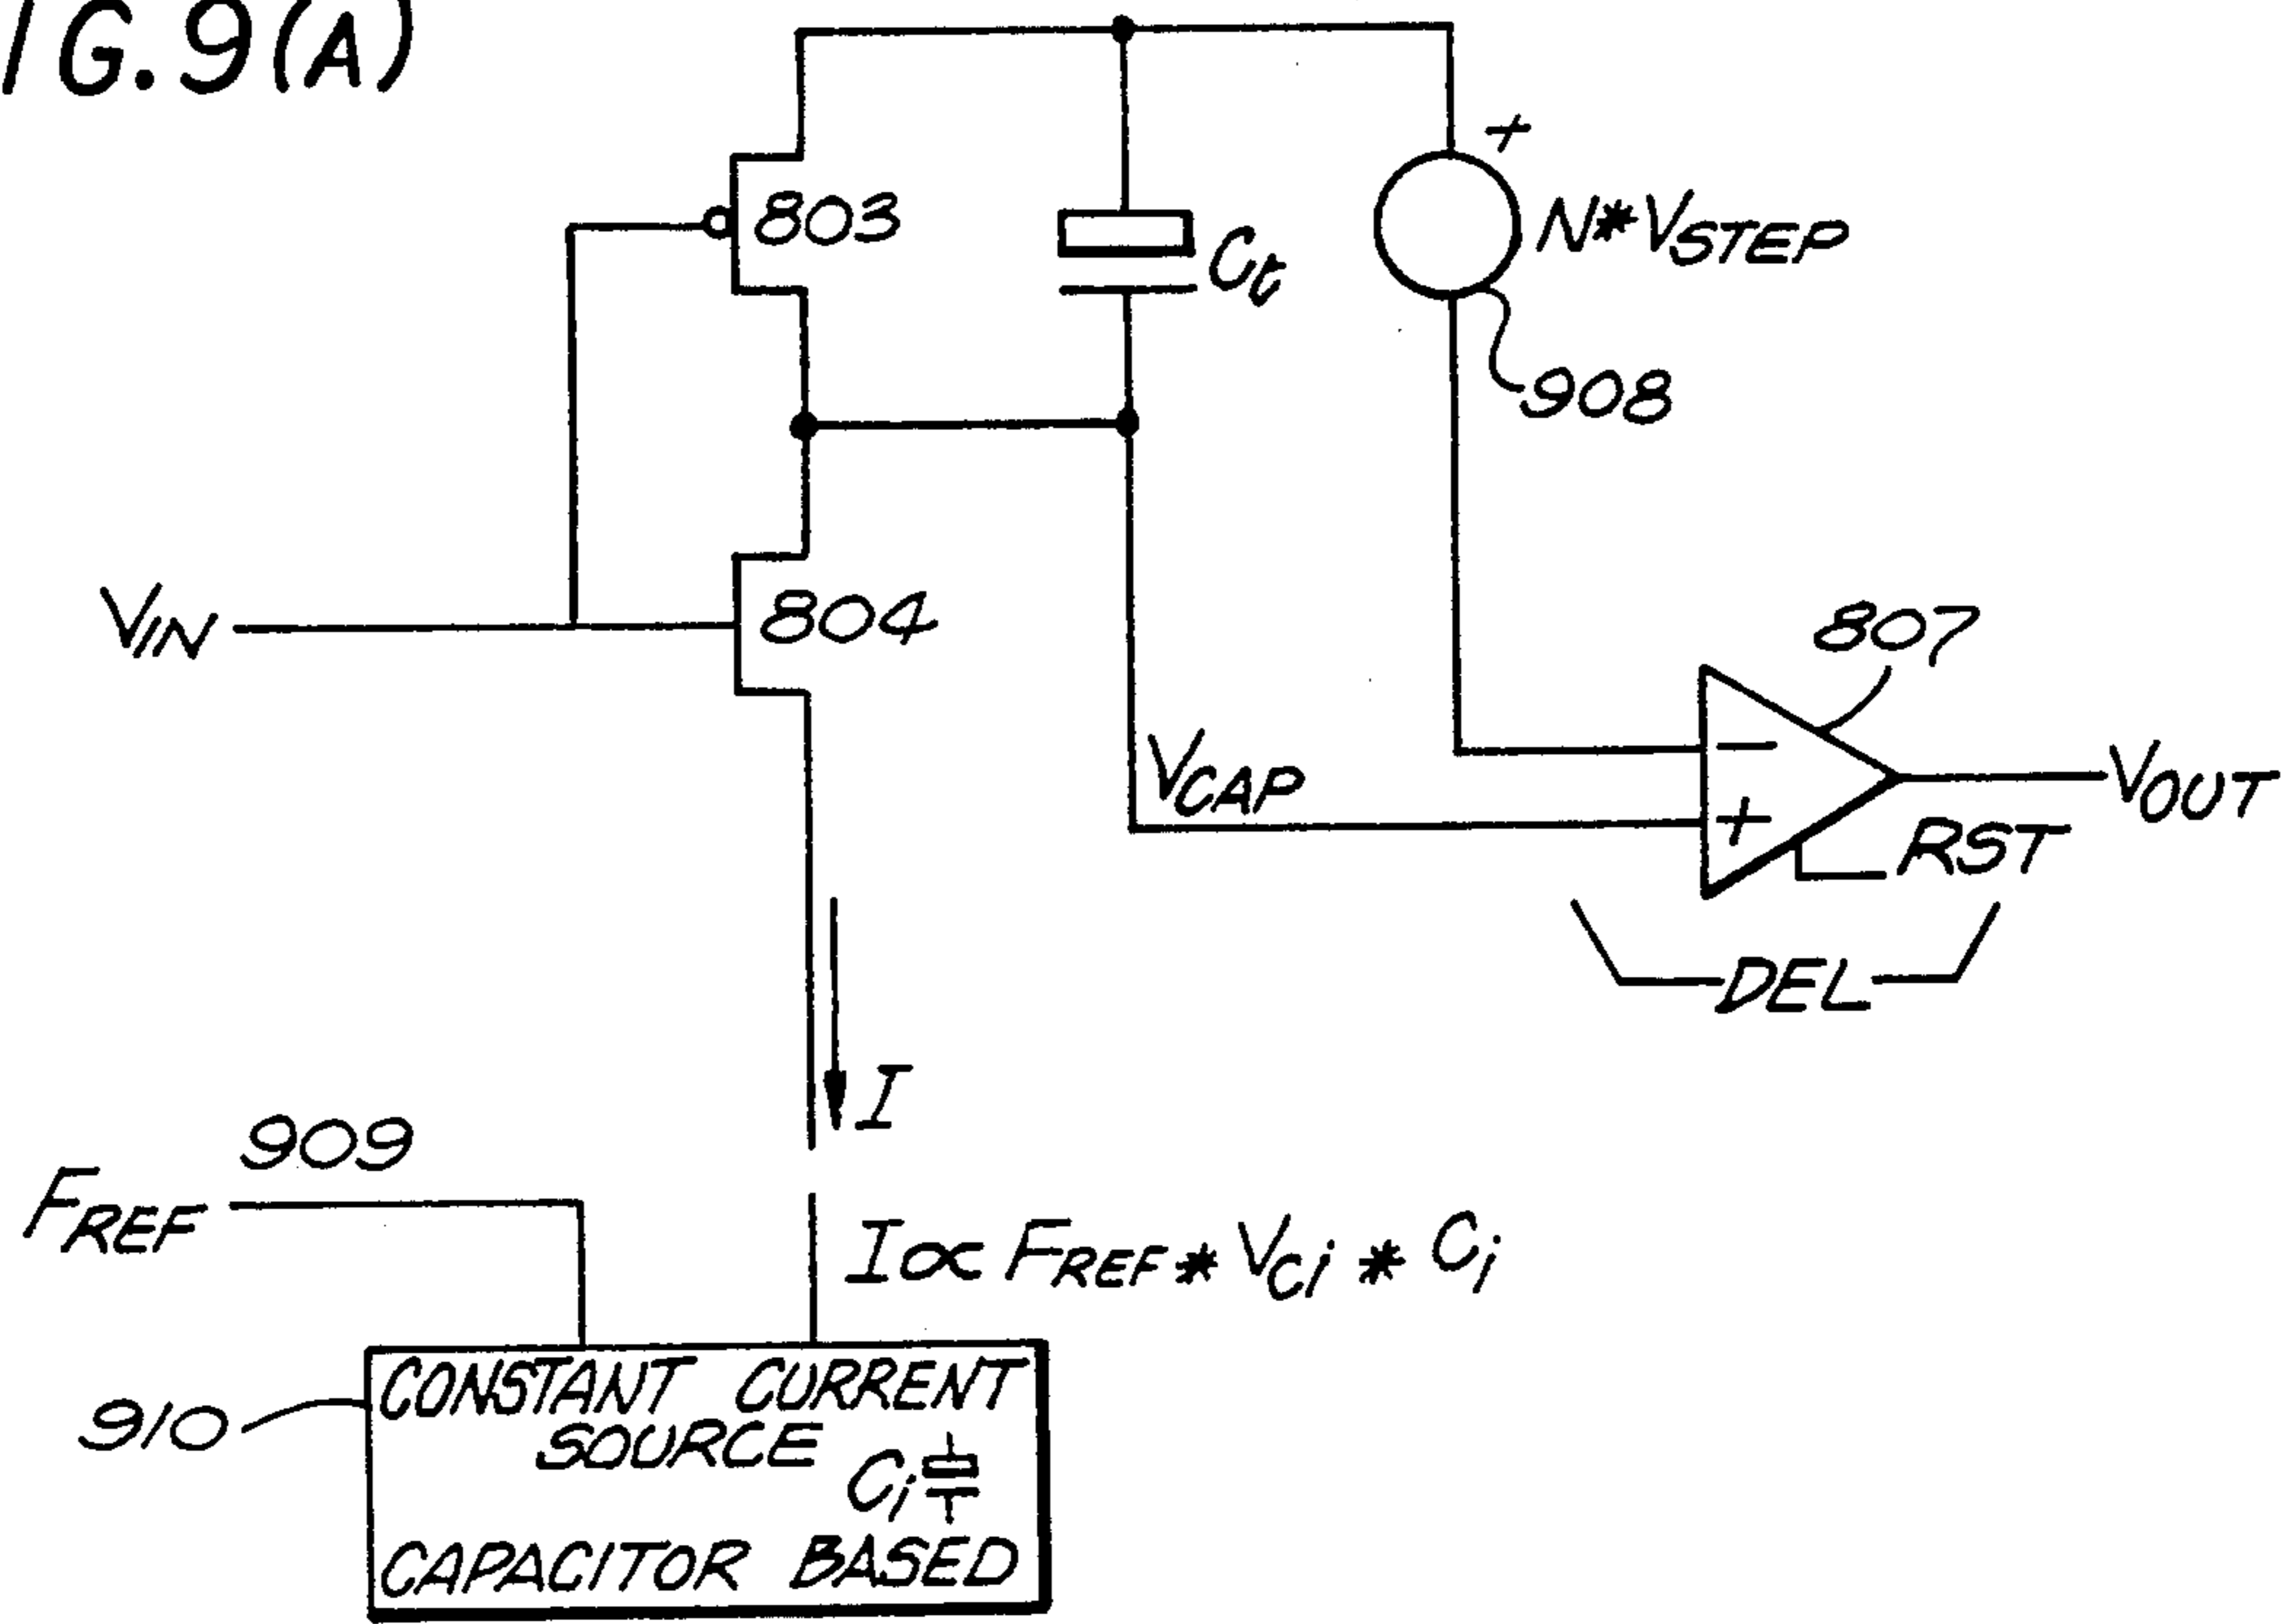 IG. 9(A)
+
803
Ct
N*VSTEP
908
VIN
804
807
VCAP
−
+
VOUT
RST
DEL
I
909
FREF
I ∝ FREF * VCi * Ci
910
CONSTANT CURRENT
SOURCE
Ci
CAPACITOR BASED